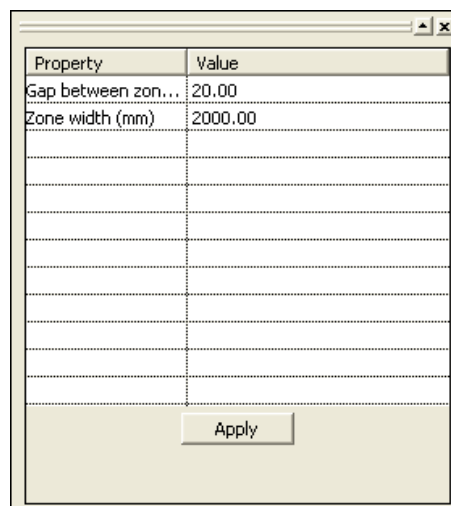 Property Value
Gap between zon... 20.00
Zone width (mm) 2000.00
Apply